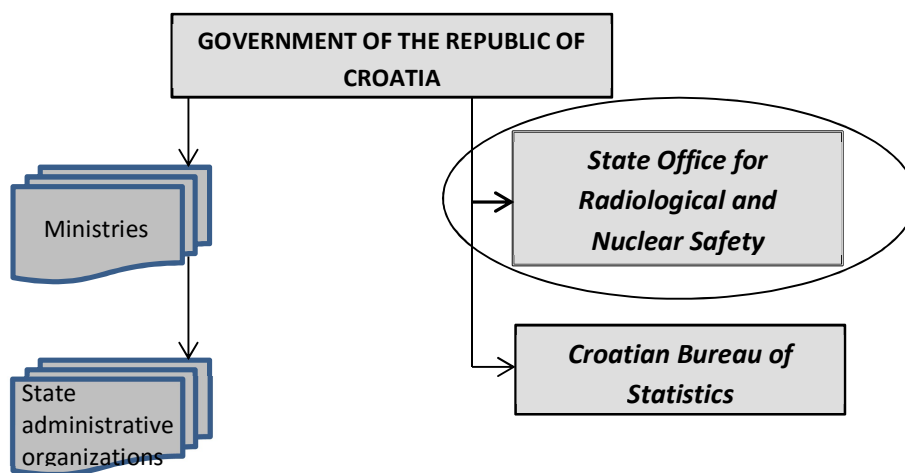 GOVERNMENT OF THE REPUBLIC OF
CROATIA
Ministries
State
administrative
organizations
State Office for
Radiological and
Nuclear Safety
Croatian Bureau of
Statistics